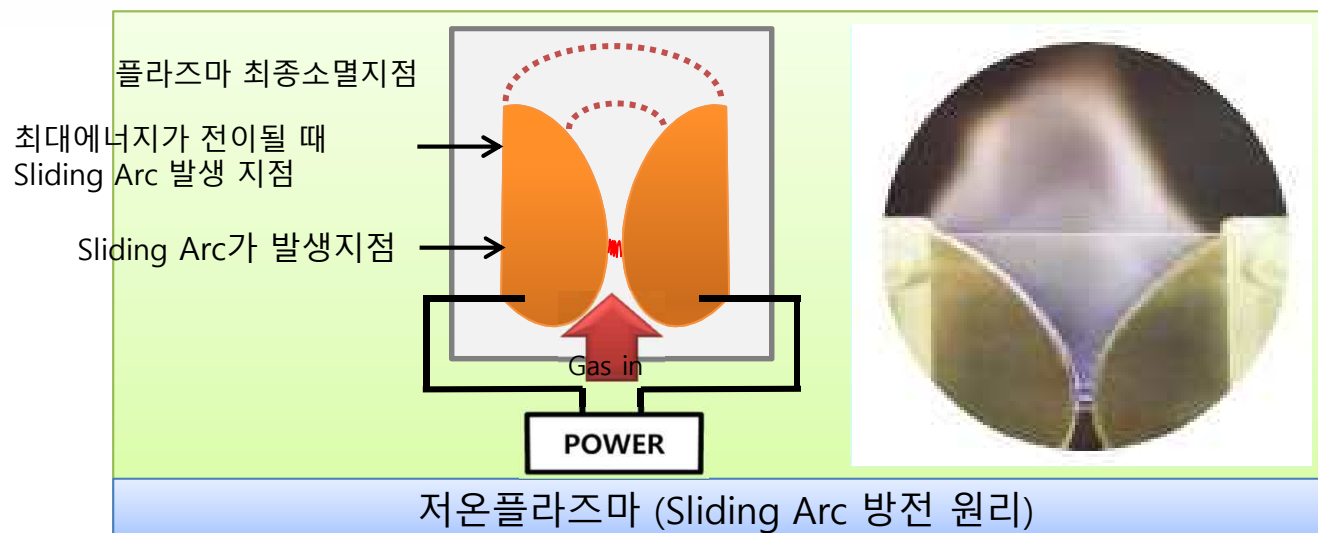 플라즈마 최종소멸지점
최대에너지가 전이될 때
Sliding Arc 발생 지점
Sliding Arc가 발생지점
Gas in
POWER
저온플라즈마 (Sliding Arc 방전 원리)